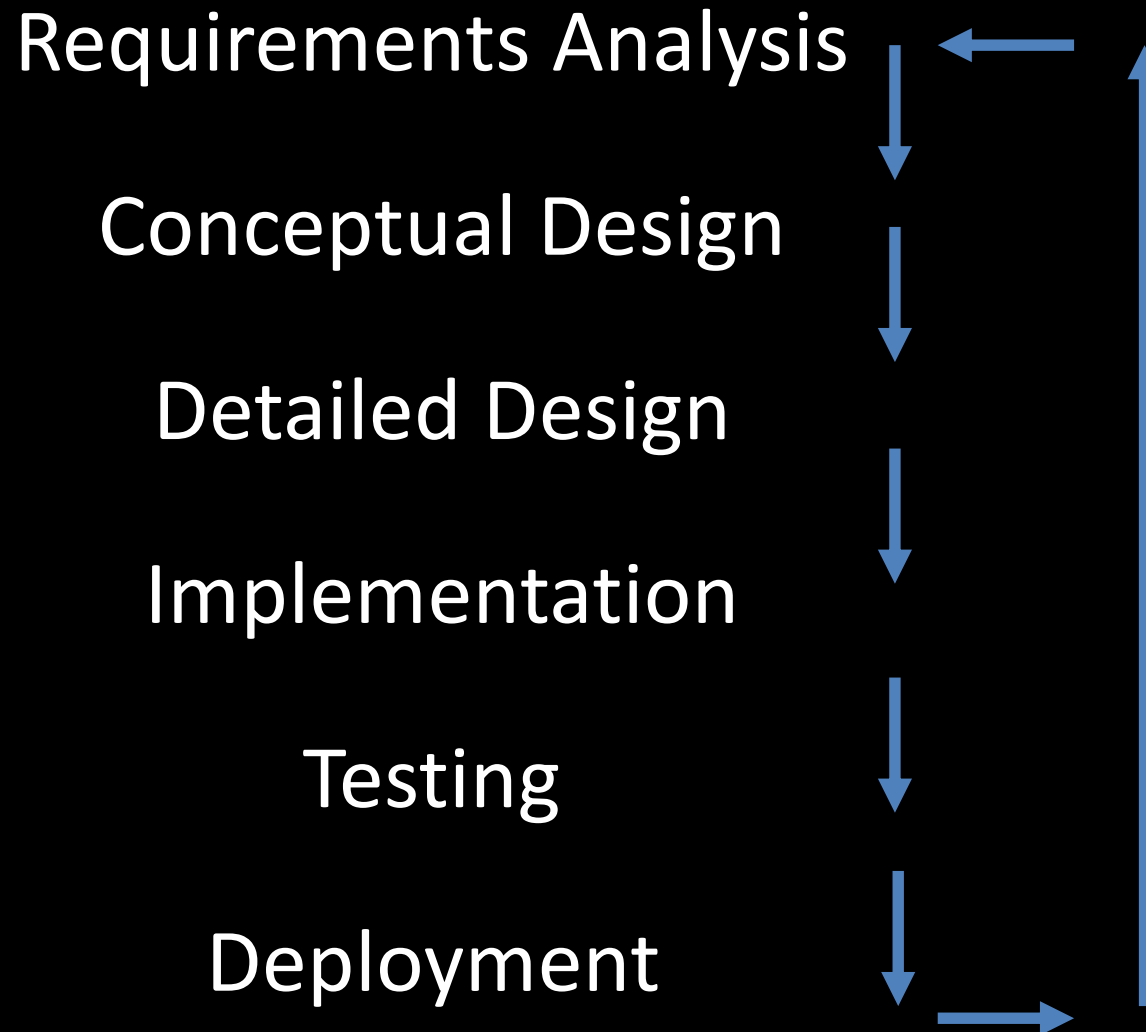 Requirements Analysis
Conceptual Design
Detailed Design
Implementation
Testing
Deployment